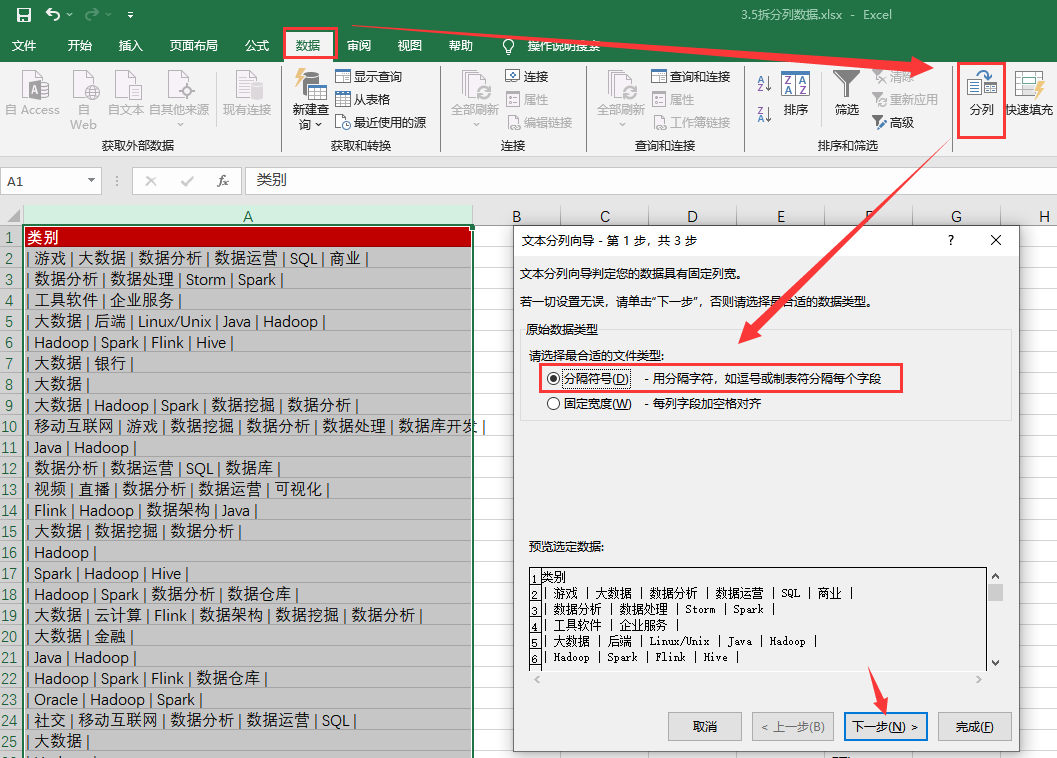 3.5拆分列数据.xlsx - Excel
文件 开始 插入 页面布局 公式 数据 审阅 视图 帮助 操作说明搜索
自 Access 自 Web 自文本 自其他来源 现有连接
获取外部数据
新建查询 显示查询 从表格 最近使用的源
获取和转换
全部刷新 连接 属性 编辑链接
连接
全部刷新 查询和连接 属性 工作簿链接
查询和连接
排序 筛选 清除 重新应用 高级
排序和筛选
分列 快速填充
A1 fx 类别
A B C D E F G H
1 类别
2 | 游戏 | 大数据 | 数据分析 | 数据运营 | SQL | 商业 |
3 | 数据分析 | 数据处理 | Storm | Spark |
4 | 工具软件 | 企业服务 |
5 | 大数据 | 后端 | Linux/Unix | Java | Hadoop |
6 | Hadoop | Spark | Flink | Hive |
7 | 大数据 | 银行 |
8 | 大数据 |
9 | 大数据 | Hadoop | Spark | 数据挖掘 | 数据分析 |
10 | 移动互联网 | 游戏 | 数据挖掘 | 数据分析 | 数据处理 | 数据库开发 |
11 | Java | Hadoop |
12 | 数据分析 | 数据运营 | SQL | 数据库 |
13 | 视频 | 直播 | 数据分析 | 数据运营 | 可视化 |
14 | Flink | Hadoop | 数据架构 | Java |
15 | 大数据 | 数据挖掘 | 数据分析 |
16 | Hadoop |
17 | Spark | Hadoop | Hive |
18 | Hadoop | Spark | 数据分析 | 数据仓库 |
19 | 大数据 | 云计算 | Flink | 数据架构 | 数据挖掘 | 数据分析 |
20 | 大数据 | 金融 |
21 | Java | Hadoop |
22 | Hadoop | Spark | Flink | 数据仓库 |
23 | Oracle | Hadoop | Spark |
24 | 社交 | 移动互联网 | 数据分析 | 数据运营 | SQL |
25 | 大数据 |
文本分列向导 - 第 1 步，共 3 步 ?
文本分列向导判定您的数据具有固定列宽。
若一切设置无误，请单击“下一步”，否则请选择最合适的数据类型。
原始数据类型
请选择最合适的文件类型:
分隔符号(D) - 用分隔字符，如逗号或制表符分隔每个字段
固定宽度(W) - 每列字段加空格对齐
预览选定数据:
1 类别
2 | 游戏 | 大数据 | 数据分析 | 数据运营 | SQL | 商业 |
3 | 数据分析 | 数据处理 | Storm | Spark |
4 | 工具软件 | 企业服务 |
5 | 大数据 | 后端 | Linux/Unix | Java | Hadoop |
6 | Hadoop | Spark | Flink | Hive |
取消 < 上一步(B) 下一步(N) > 完成(F)